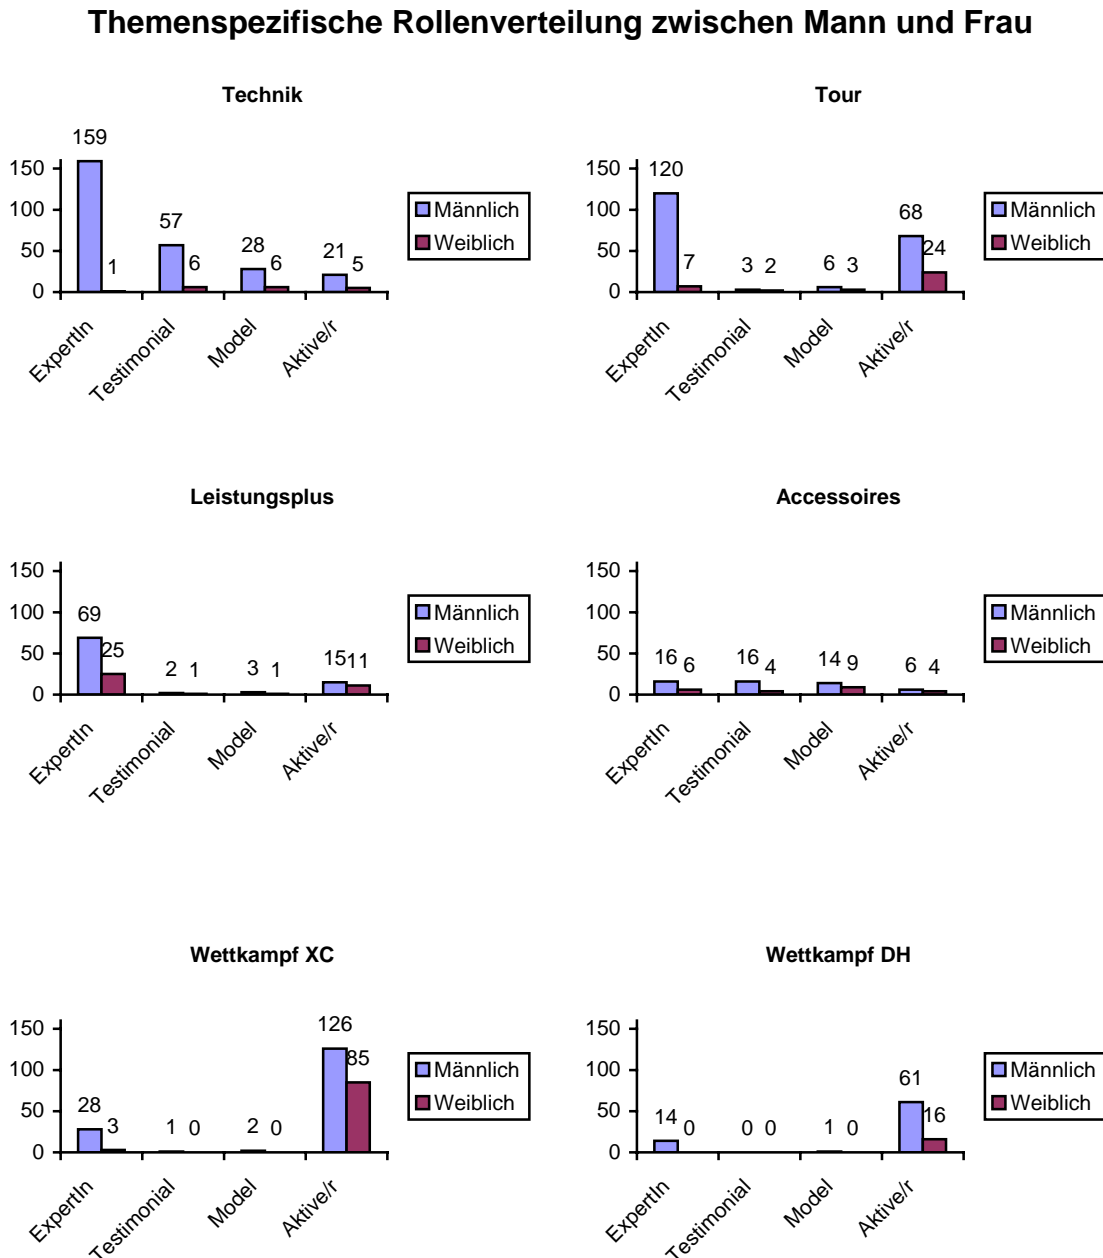 Themenspezifische Rollenverteilung zwischen Mann und Frau
Technik
159
150
100
50
0
1
57
6
28
6
21
5
ExpertIn
Testimonial
Model
Aktive/r
Männlich
Weiblich
Tour
120
150
100
50
0
7
3
2
6
3
68
24
ExpertIn
Testimonial
Model
Aktive/r
Männlich
Weiblich
Leistungsplus
150
100
50
0
69
25
2
1
3
1
15
11
ExpertIn
Testimonial
Model
Aktive/r
Männlich
Weiblich
Accessoires
150
100
50
0
16
6
16
4
14
9
6
4
ExpertIn
Testimonial
Model
Aktive/r
Männlich
Weiblich
Wettkampf XC
150
100
50
0
28
3
1
0
2
0
126
85
ExpertIn
Testimonial
Model
Aktive/r
Männlich
Weiblich
Wettkampf DH
150
100
50
0
14
0
0
0
1
0
61
16
ExpertIn
Testimonial
Model
Aktive/r
Männlich
Weiblich